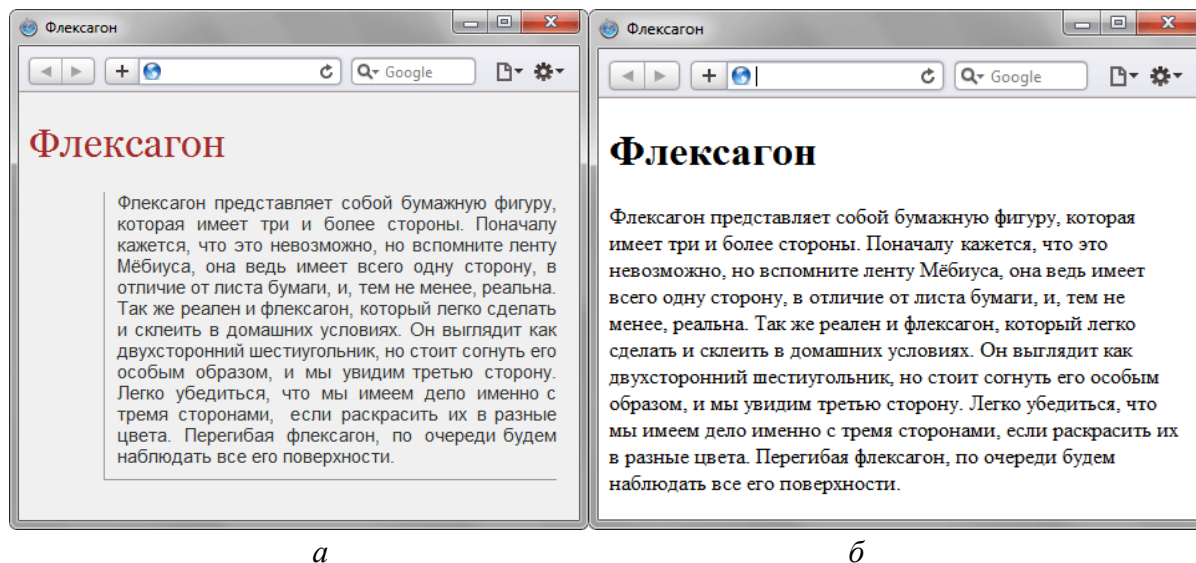 Флексагон
Google
Флексагон
Флексагон представляет собой бумажную фигуру,
которая имеет три и более стороны. Поначалу
кажется, что это невозможно, но вспомните ленту
Мёбиуса, она ведь имеет всего одну сторону, в
отличие от листа бумаги, и, тем не менее, реальна.
Так же реален и флексагон, который легко сделать
и склеить в домашних условиях. Он выглядит как
двухсторонний шестиугольник, но стоит согнуть его
особым образом, и мы увидим третью сторону.
Легко убедиться, что мы имеем дело именно с
тремя сторонами, если раскрасить их в разные
цвета. Перегибая флексагон, по очереди будем
наблюдать все его поверхности.
а
Флексагон
Google
Флексагон
Флексагон представляет собой бумажную фигуру, которая
имеет три и более стороны. Поначалу кажется, что это
невозможно, но вспомните ленту Мёбиуса, она ведь имеет
всего одну сторону, в отличие от листа бумаги, и, тем не
менее, реальна. Так же реален и флексагон, который легко
сделать и склеить в домашних условиях. Он выглядит как
двухсторонний шестиугольник, но стоит согнуть его особым
образом, и мы увидим третью сторону. Легко убедиться, что
мы имеем дело именно с тремя сторонами, если раскрасить их
в разные цвета. Перегибая флексагон, по очереди будем
наблюдать все его поверхности.
б